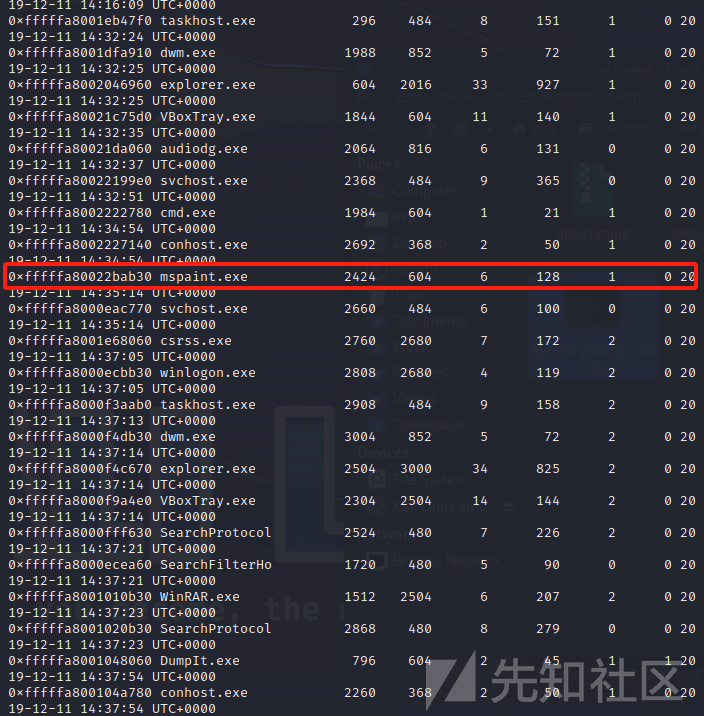 19-12-11 14:16:09 UTC+0000
0×fffffa8001eb47f0 taskhost.exe 296 484 8 151 1 0 20
19-12-11 14:32:24 UTC+0000
0×fffffa8001dfa910 dwm.exe 1988 852 5 72 1 0 20
19-12-11 14:32:25 UTC+0000
0×fffffa8002046960 explorer.exe 604 2016 33 927 1 0 20
19-12-11 14:32:25 UTC+0000
0×fffffa80021c75d0 VBoxTray.exe 1844 604 11 140 1 0 20
19-12-11 14:32:35 UTC+0000
0×fffffa80021da060 audiodg.exe 2064 816 6 131 0 0 20
19-12-11 14:32:37 UTC+0000
0×fffffa80022199e0 svchost.exe 2368 484 9 365 0 0 20
19-12-11 14:32:51 UTC+0000
0×fffffa8002222780 cmd.exe 1984 604 1 21 1 0 20
19-12-11 14:34:54 UTC+0000
0×fffffa8002227140 conhost.exe 2692 368 2 50 1 0 20
19-12-11 14:34:54 UTC+0000
0×fffffa80022bab30 mspaint.exe 2424 604 6 128 1 0 20
19-12-11 14:35:14 UTC+0000
0×fffffa8000eac770 svchost.exe 2660 484 6 100 0 0 20
19-12-11 14:35:14 UTC+0000
0×fffffa8001e68060 csrss.exe 2760 2680 7 172 2 0 20
19-12-11 14:37:05 UTC+0000
0×fffffa8000ecbb30 winlogon.exe 2808 2680 4 119 2 0 20
19-12-11 14:37:05 UTC+0000
0×fffffa8000f3aab0 taskhost.exe 2908 484 9 158 2 0 20
19-12-11 14:37:13 UTC+0000
0×fffffa8000f4db30 dwm.exe 3004 852 5 72 2 0 20
19-12-11 14:37:14 UTC+0000
0×fffffa8000f4c670 explorer.exe 2504 3000 34 825 2 0 20
19-12-11 14:37:14 UTC+0000
0×fffffa8000f9a4e0 VBoxTray.exe 2304 2504 14 144 2 0 20
19-12-11 14:37:14 UTC+0000
0×fffffa8000fff630 SearchProtocol 2524 480 7 226 2 0 20
19-12-11 14:37:21 UTC+0000
0×fffffa8000ecea60 SearchFilterHo 1720 480 5 90 0 0 20
19-12-11 14:37:21 UTC+0000
0×fffffa8001010b30 WinRAR.exe 1512 2504 6 207 2 0 20
19-12-11 14:37:23 UTC+0000
0×fffffa8001020b30 SearchProtocol 2868 480 8 279 0 0 20
19-12-11 14:37:23 UTC+0000
0×fffffa8001048060 DumpIt.exe 796 604 2 45 1 1 20
19-12-11 14:37:54 UTC+0000
0×fffffa800104a780 conhost.exe 2260 368 2 50 1 0 20
19-12-11 14:37:54 UTC+0000
Places
Computer
Desktop
attachment
Trash
Documents
Downloads
Devices
File System
Browse Network
the
先知社区